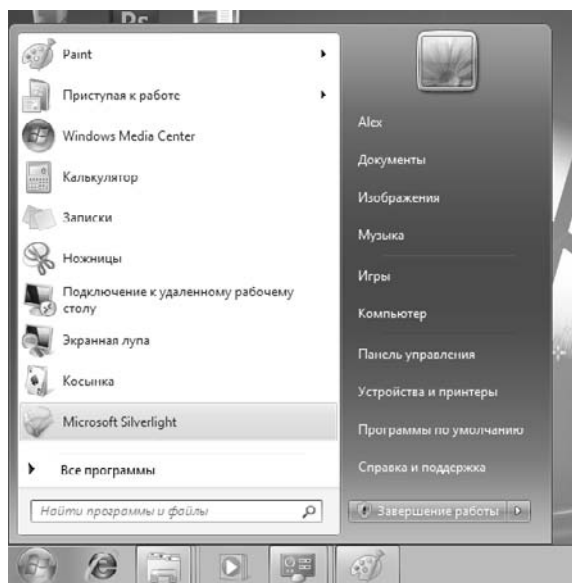 Ps
Paint
Приступая к работе
Windows Media Center
Калькулятор
Записки
Ножницы
Подключение к удаленному рабочему
столу
Экранная лупа
Косынка
Microsoft Silverlight
Все программы
Найти программы и файлы
Alex
Документы
Изображения
Музыка
Игры
Компьютер
Панель управления
Устройства и принтеры
Программы по умолчанию
Справка и поддержка
Завершение работы